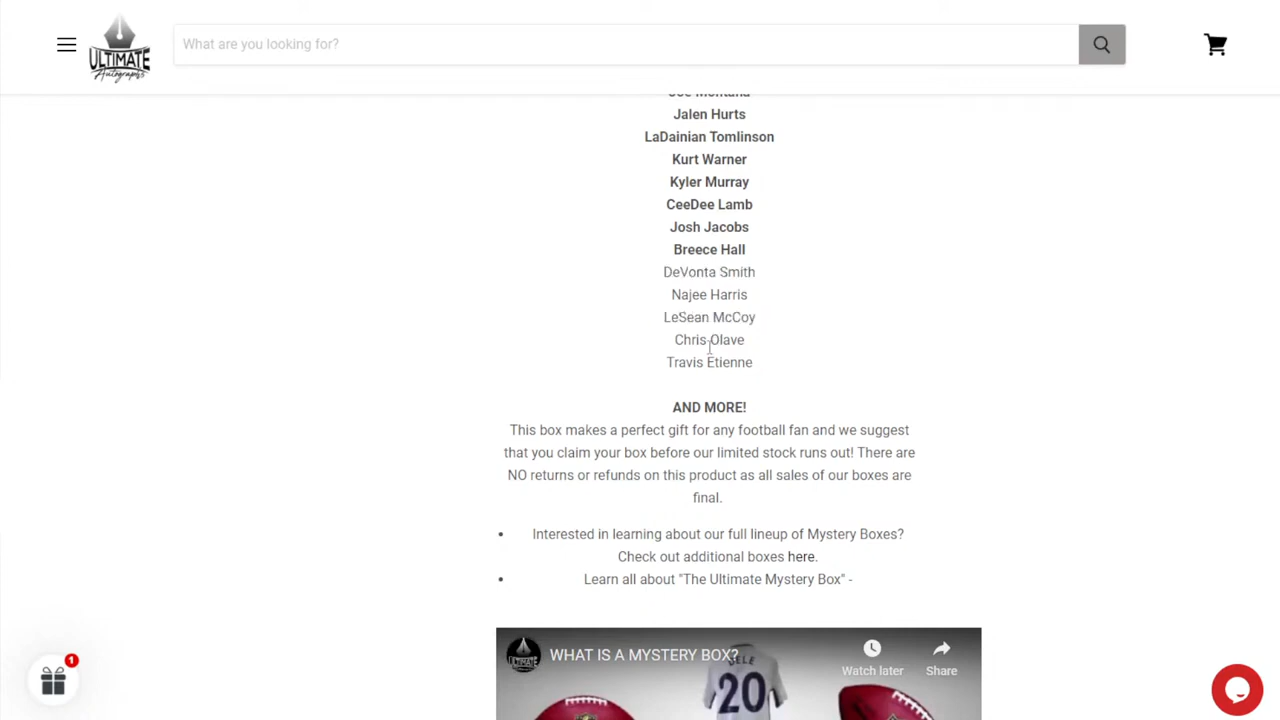 ULTIMATE
Autographs
What are you looking for?
Joe Montana
Jalen Hurts
LaDainian Tomlinson
Kurt Warner
Kyler Murray
CeeDee Lamb
Josh Jacobs
Breece Hall
DeVonta Smith
Najee Harris
LeSean McCoy
Chris Olave
Travis Etienne
AND MORE!
This box makes a perfect gift for any football fan and we suggest
that you claim your box before our limited stock runs out! There are
NO returns or refunds on this product as all sales of our boxes are
final.
• Interested in learning about our full lineup of Mystery Boxes?
Check out additional boxes here.
• Learn all about "The Ultimate Mystery Box" -
WHAT IS A MYSTERY BOX?
Watch later
Share
ULTIMATE
20
1